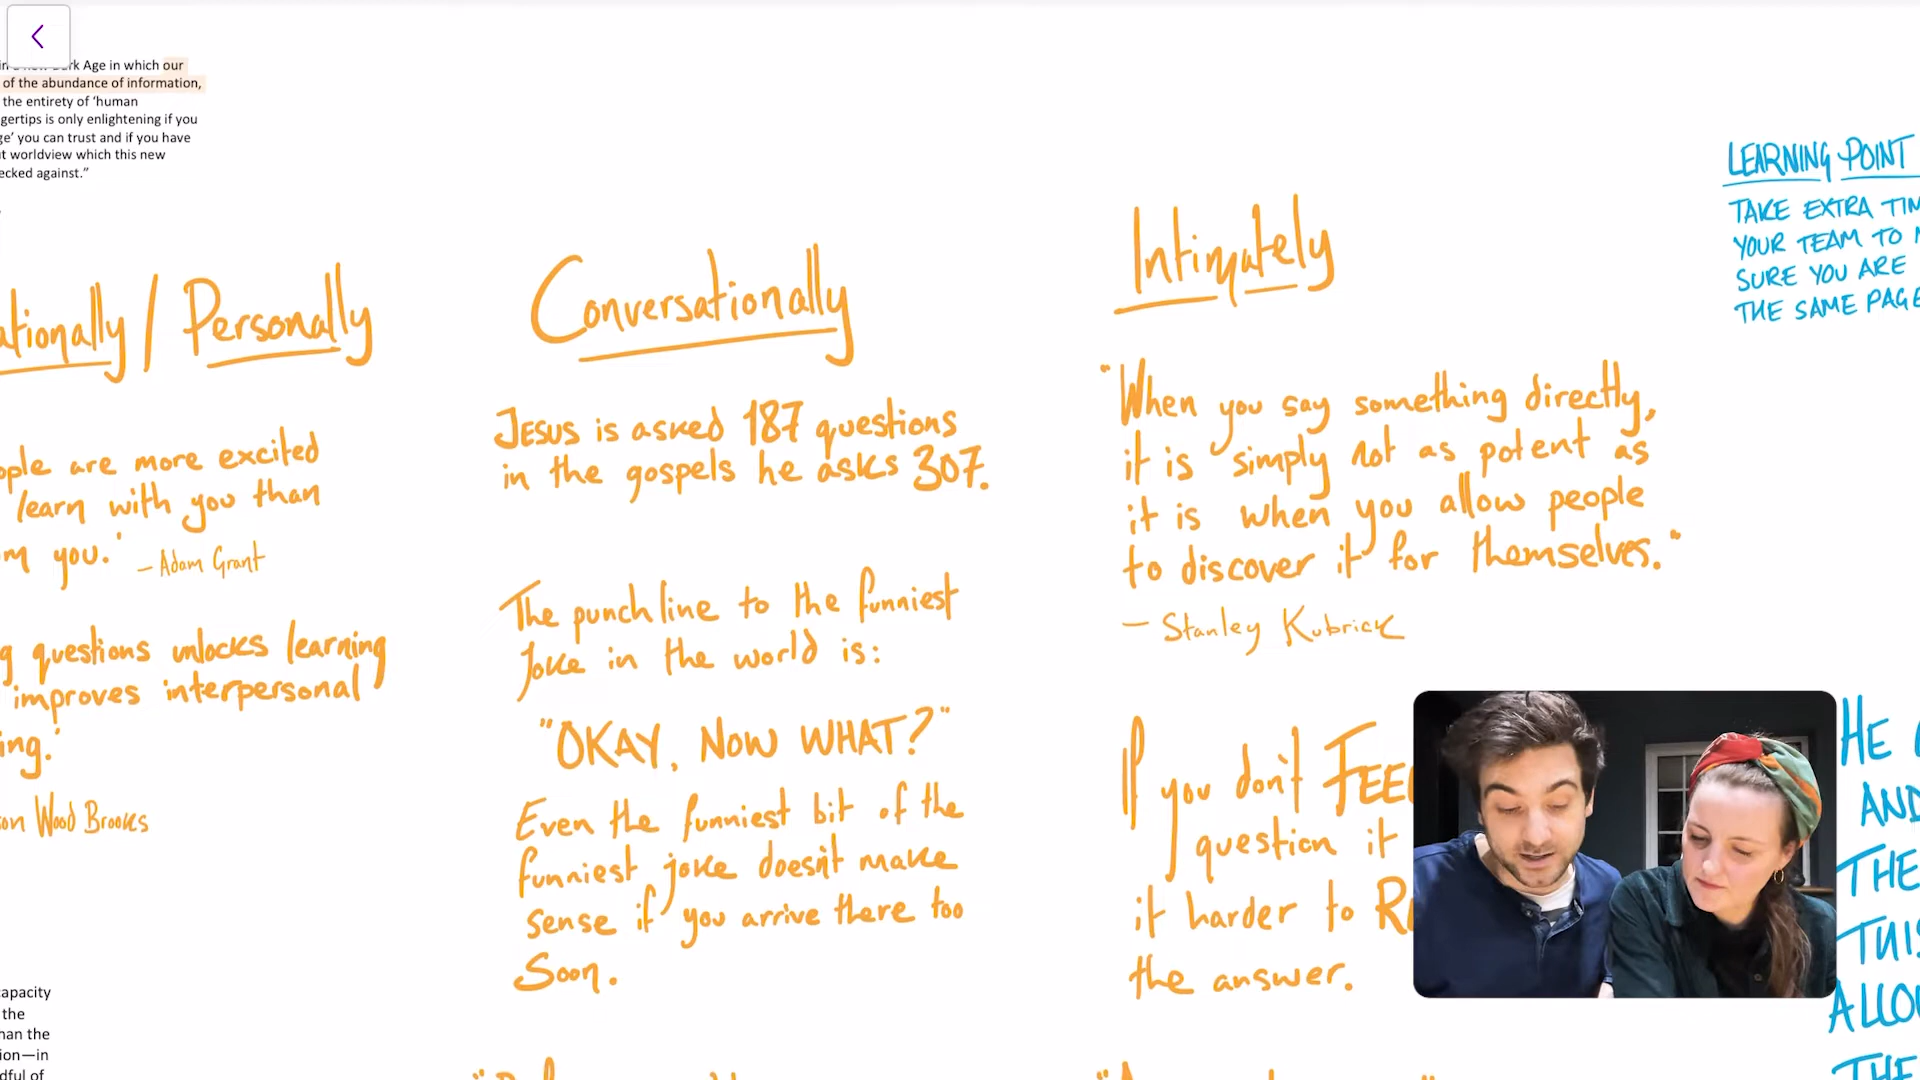 Dark Age in which our
of the abundance of information,
the entirety of ‘human
gertips is only enlightening if you
ge’ you can trust and if you have
t worldview which this new
ecked against.”
ationally / Personally
ople are more excited
learn with you than
om you.'
– Adam Grant
g questions unlocks learning
improves interpersonal
ing.'
son Wood Brooks
apacity
the
han the
ion—in
dful of
Conversationally
JESUS is asked 187 questions
in the gospels he asks 307.
The punchline to the funniest
Joke in the world is:
"OKAY, NOW WHAT?"
Even the funniest bit of the
funniest joke doesn't make
sense if you arrive there too
Soon.
Intimately
"When you say something directly,
it is simply not as potent as
it is when you allow people
to discover it for themselves."
– Stanley Kubrick
If you don't FEE
question it
it harder to R
the answer.
LEARNING POINT
TAKE EXTRA TIM
YOUR TEAM TO
SURE YOU ARE
THE SAME PAGE
HE
AND
THE
THIS
ALLO
THE